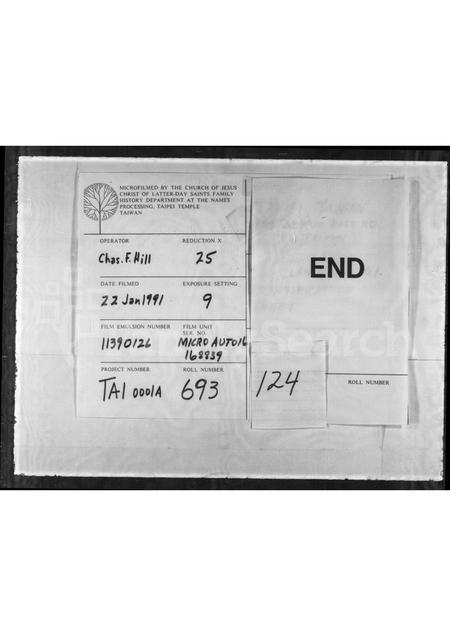 MICROFILMED BY THE CHURCH OF JESUS
CHRIST OF LATTER-DAY SAINTS FAMILY
HISTORY DEPARTMENT AT THE NAMES
PROCESSING, TAIPEI TEMPLE
TAIWAN
OPERATOR REDUCTION X
Chas. F. Hill 25
DATE FILMED EXPOSURE SETTING
22 Jan 1991 9
FILM EMULSION NUMBER FILM UNIT
SER. NO.
11390126 MICRO AUTO16
168839
PROJECT NUMBER ROLL NUMBER
TAI 0001A 693
END
124
ROLL NUMBER